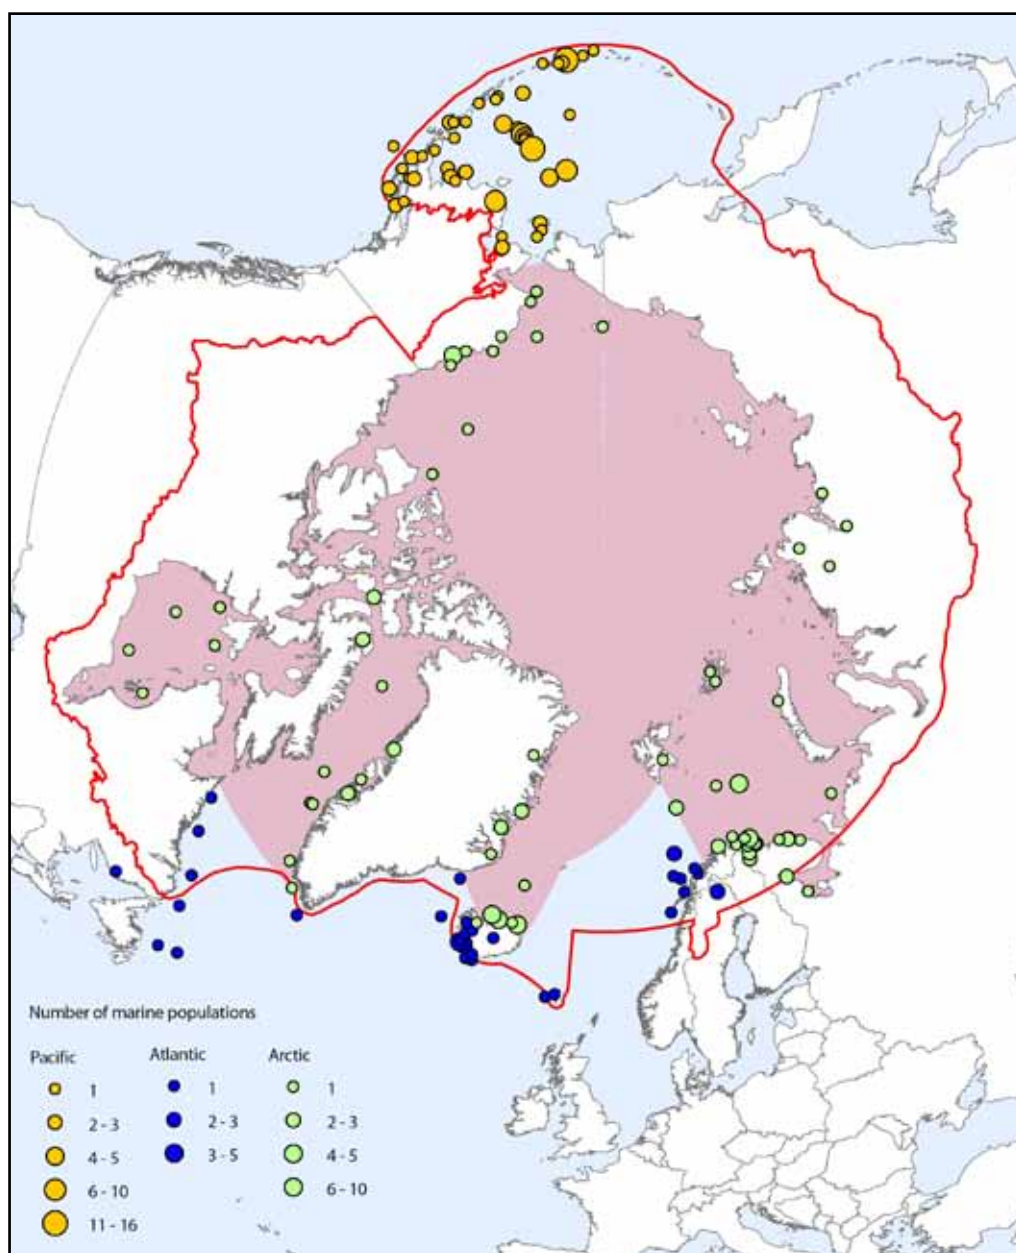 Number of marine populations
Pacific Atlantic Arctic
1 1 1
2 - 3 2 - 3 2 - 3
4 - 5 3 - 5 4 - 5
6 - 10 6 - 10
11 - 16